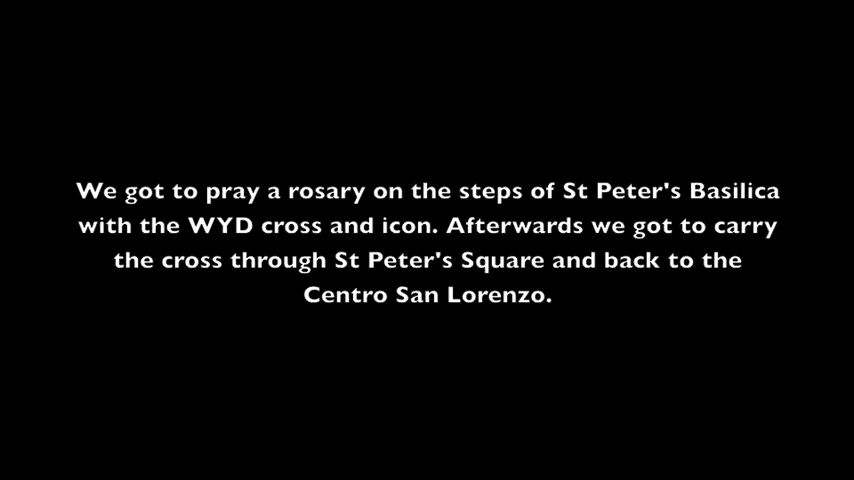 We got to pray a rosary on the steps of St Peter's Basilica
with the WYD cross and icon. Afterwards we got to carry
the cross through St Peter's Square and back to the
Centro San Lorenzo.